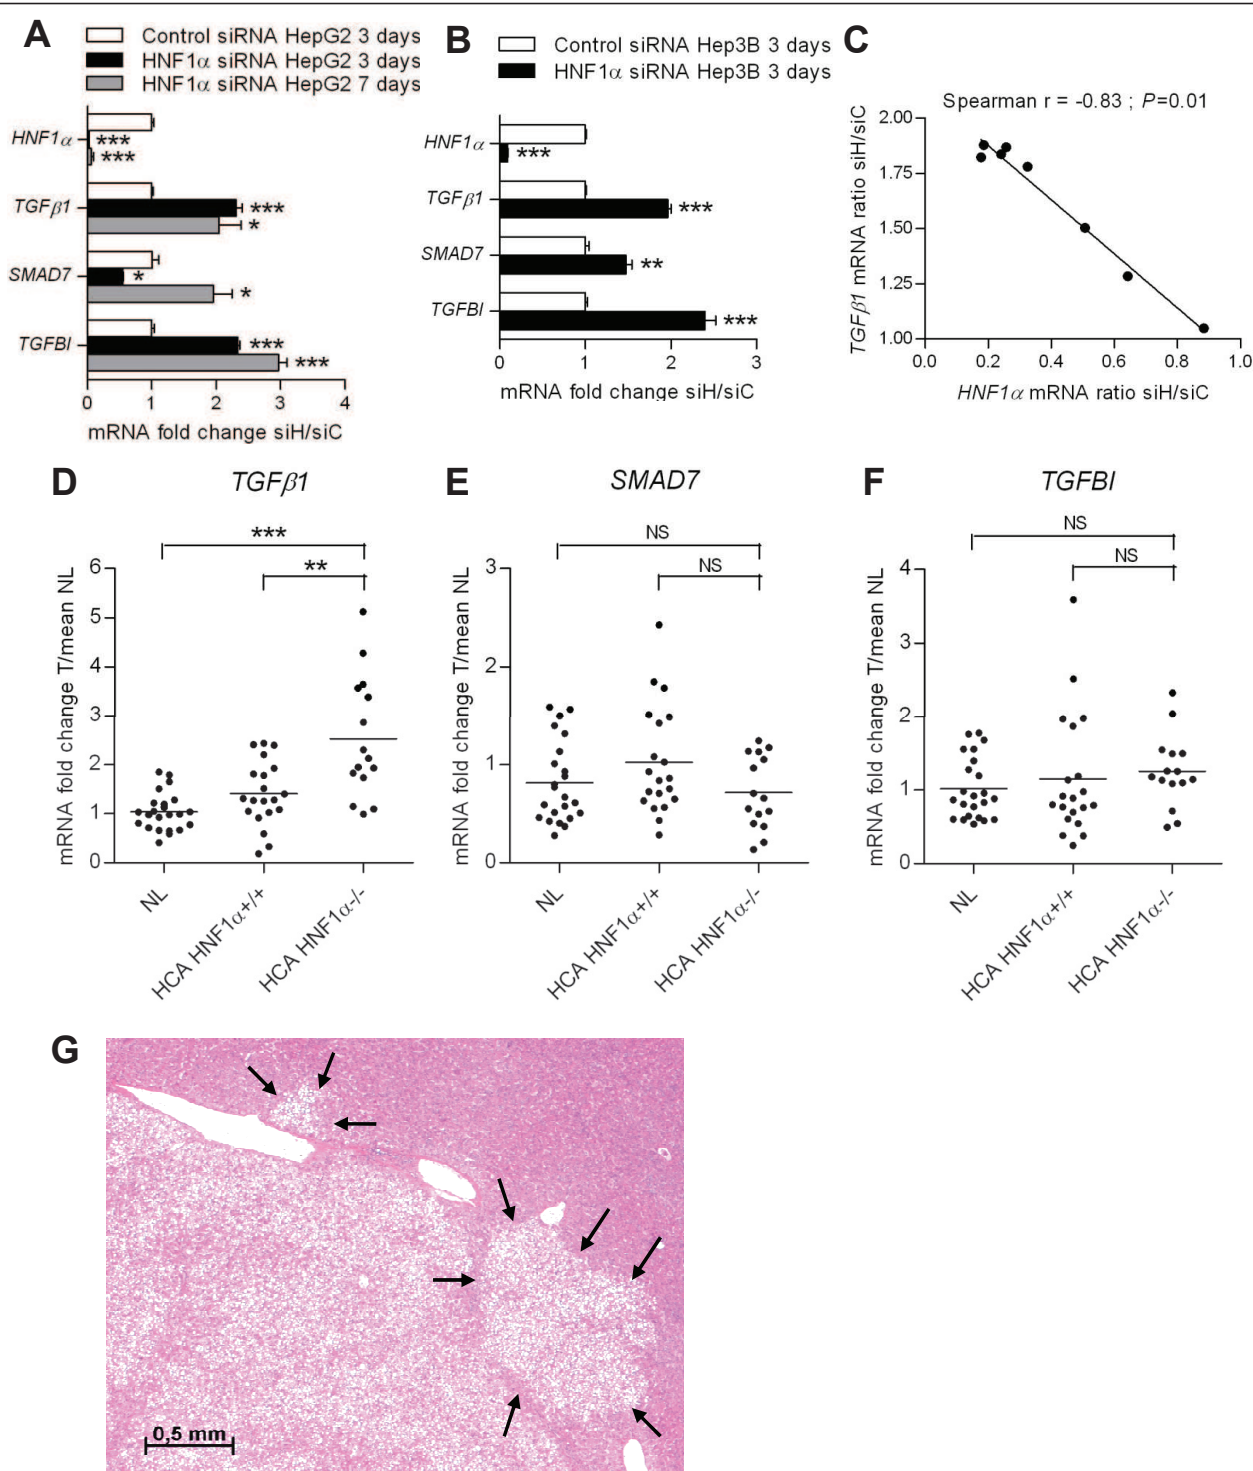 A
Control siRNA HepG2 3 days
HNF1α siRNA HepG2 3 days
HNF1α siRNA HepG2 7 days
HNF1α
***
***
TGFβ1
***
*
SMAD7
*
*
TGFBI
***
***
0 1 2 3 4
mRNA fold change siH/siC
B
Control siRNA Hep3B 3 days
HNF1α siRNA Hep3B 3 days
HNF1α
***
TGFβ1
***
SMAD7
**
TGFBI
***
0 1 2 3
mRNA fold change siH/siC
C
Spearman r = -0.83 ; P=0.01
TGFβ1 mRNA ratio siH/siC
2.00
1.75
1.50
1.25
1.00
0.0 0.2 0.4 0.6 0.8 1.0
HNF1α mRNA ratio siH/siC
D
TGFβ1
***
**
mRNA fold change T/mean NL
6
5
4
3
2
1
0
NL
HCA HNF1α+/+
HCA HNF1α-/-
E
SMAD7
NS
NS
mRNA fold change T/mean NL
3
2
1
0
NL
HCA HNF1α+/+
HCA HNF1α-/-
F
TGFBI
NS
NS
mRNA fold change T/mean NL
4
3
2
1
0
NL
HCA HNF1α+/+
HCA HNF1α-/-
G
0,5 mm